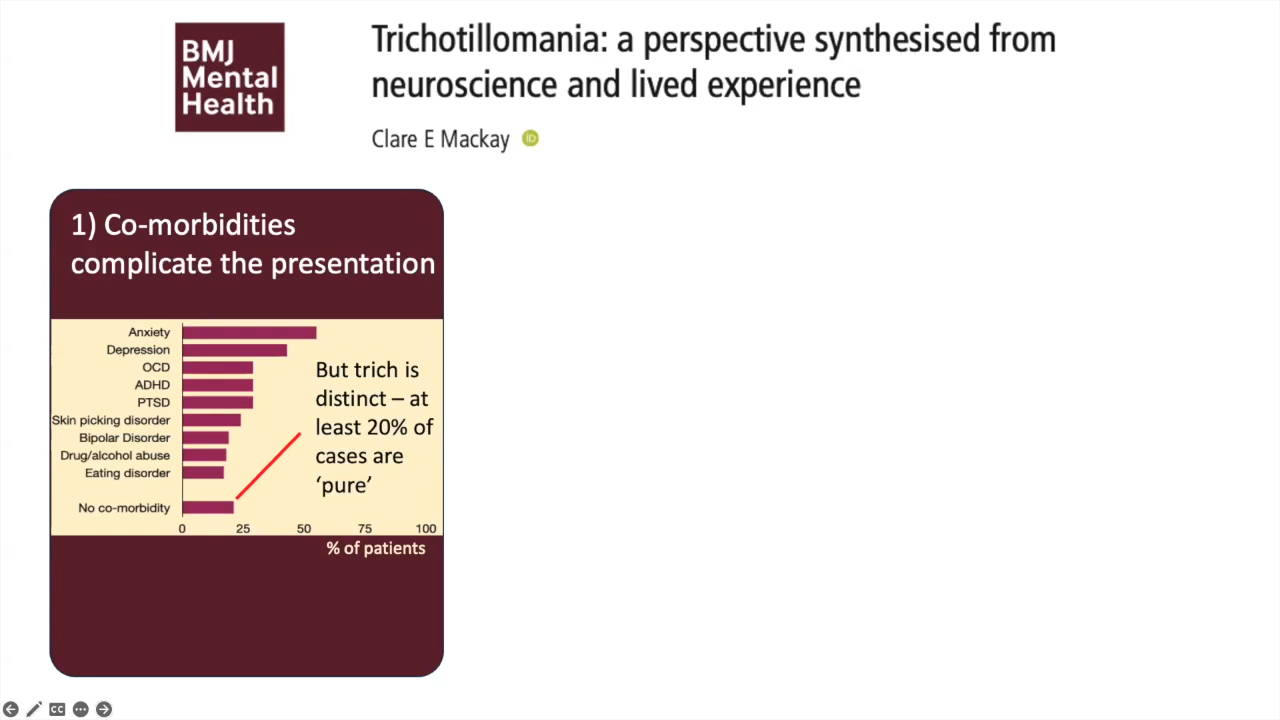 BMJ
Mental
Health
Trichotillomania: a perspective synthesised from
neuroscience and lived experience
Clare E Mackay iD
1) Co-morbidities
complicate the presentation
Anxiety
Depression
OCD
ADHD
PTSD
Skin picking disorder
Bipolar Disorder
Drug/alcohol abuse
Eating disorder
No co-morbidity
0 25 50 75 100
% of patients
But trich is
distinct – at
least 20% of
cases are
‘pure’
CC